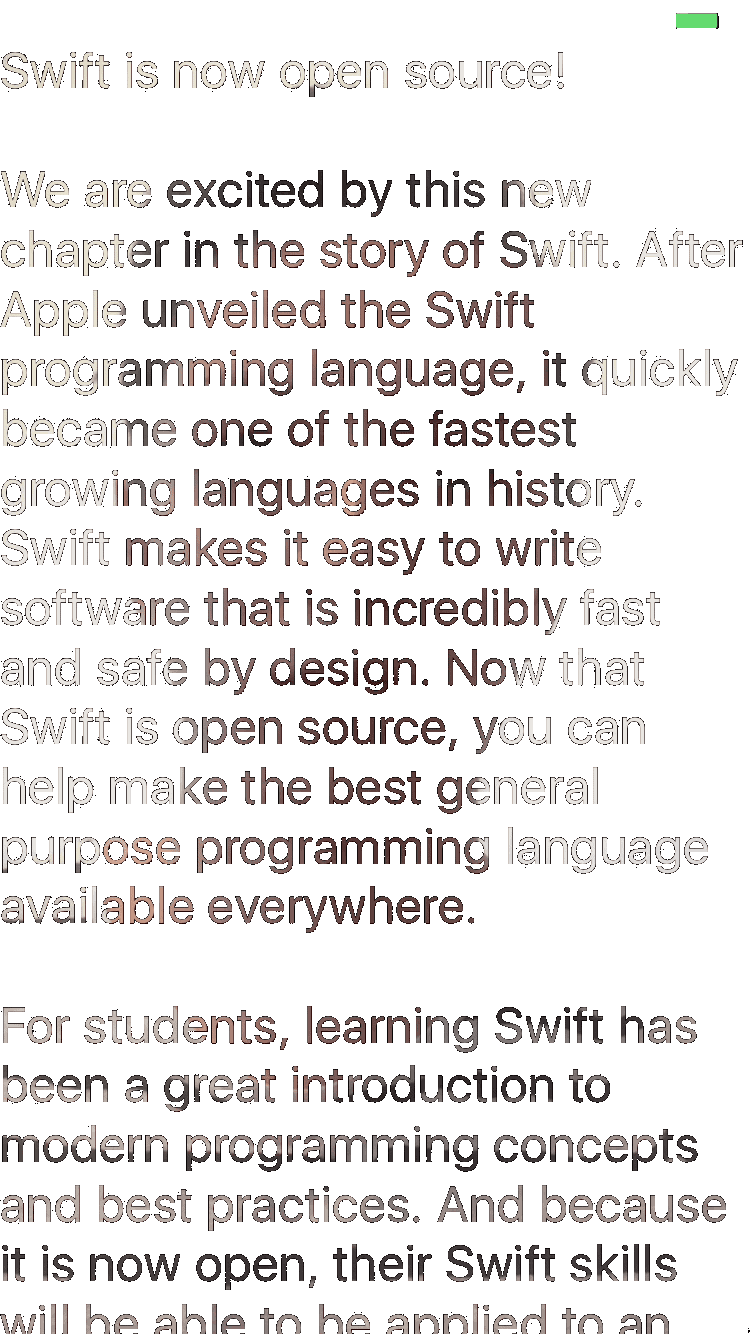 Swift is now open source!
We are excited by this new
chapter in the story of Swift. After
Apple unveiled the Swift
programming language, it quickly
became one of the fastest
growing languages in history.
Swift makes it easy to write
software that is incredibly fast
and safe by design. Now that
Swift is open source, you can
help make the best general
purpose programming language
available everywhere.
For students, learning Swift has
been a great introduction to
modern programming concepts
and best practices. And because
it is now open, their Swift skills
will be able to be applied to an